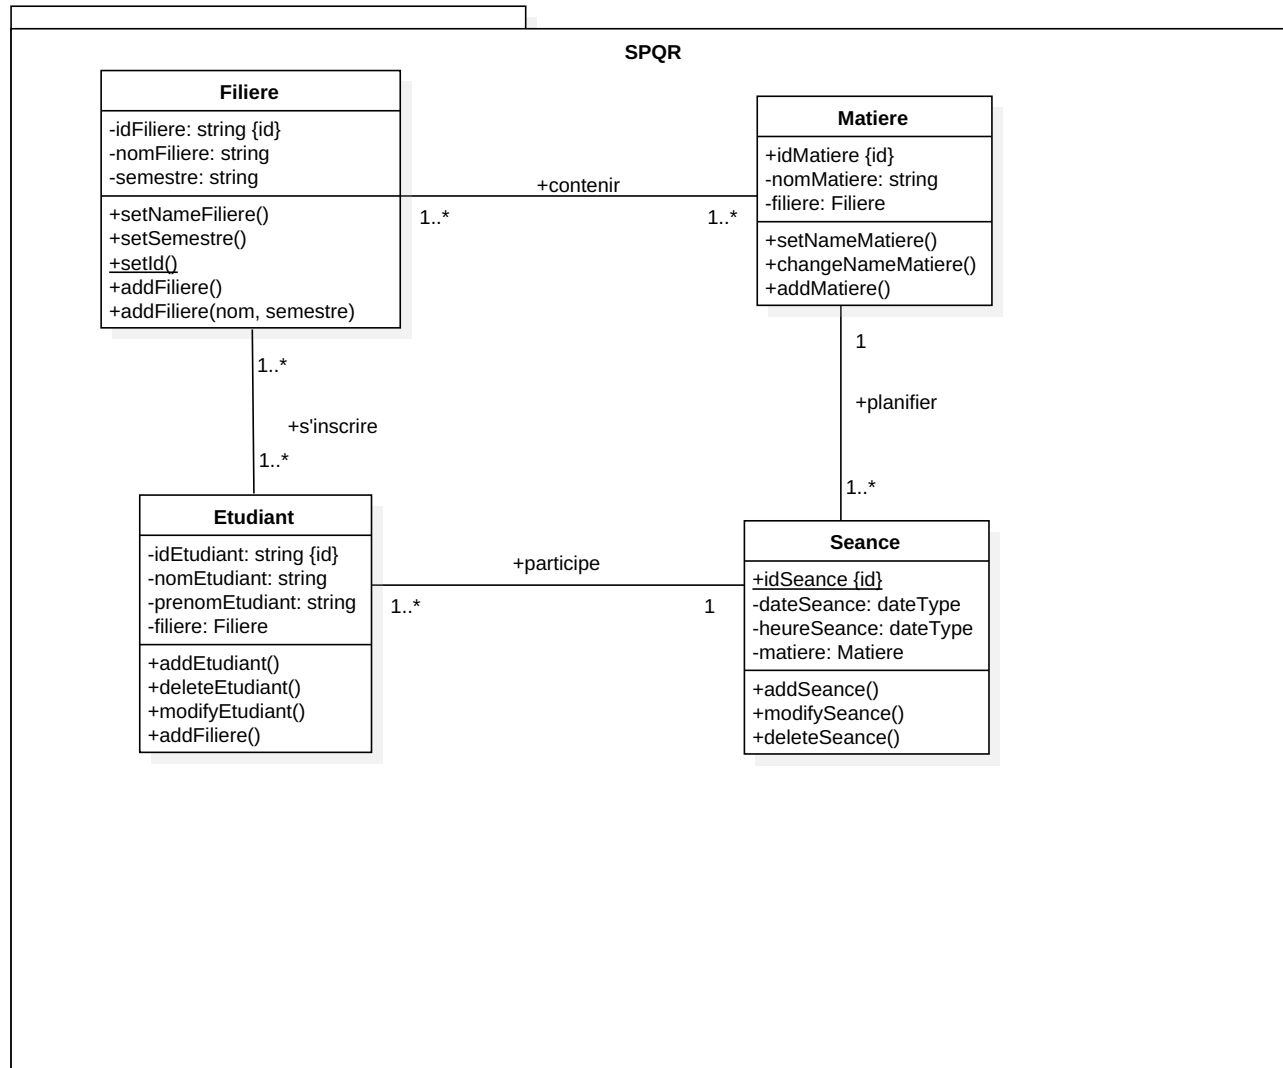 SPQR
Filiere
-idFiliere: string {id}
-nomFiliere: string
-semestre: string
+setNameFiliere()
+setSemestre()
+setId()
+addFiliere()
+addFiliere(nom, semestre)
+contenir
1..*
1..*
Matiere
+idMatiere {id}
-nomMatiere: string
-filiere: Filiere
+setNameMatiere()
+changeNameMatiere()
+addMatiere()
1..*
+s'inscrire
1..*
1
+planifier
1..*
Etudiant
-idEtudiant: string {id}
-nomEtudiant: string
-prenomEtudiant: string
-filiere: Filiere
+addEtudiant()
+deleteEtudiant()
+modifyEtudiant()
+addFiliere()
+participe
1..*
1
Seance
+idSeance {id}
-dateSeance: dateType
-heureSeance: dateType
-matiere: Matiere
+addSeance()
+modifySeance()
+deleteSeance()